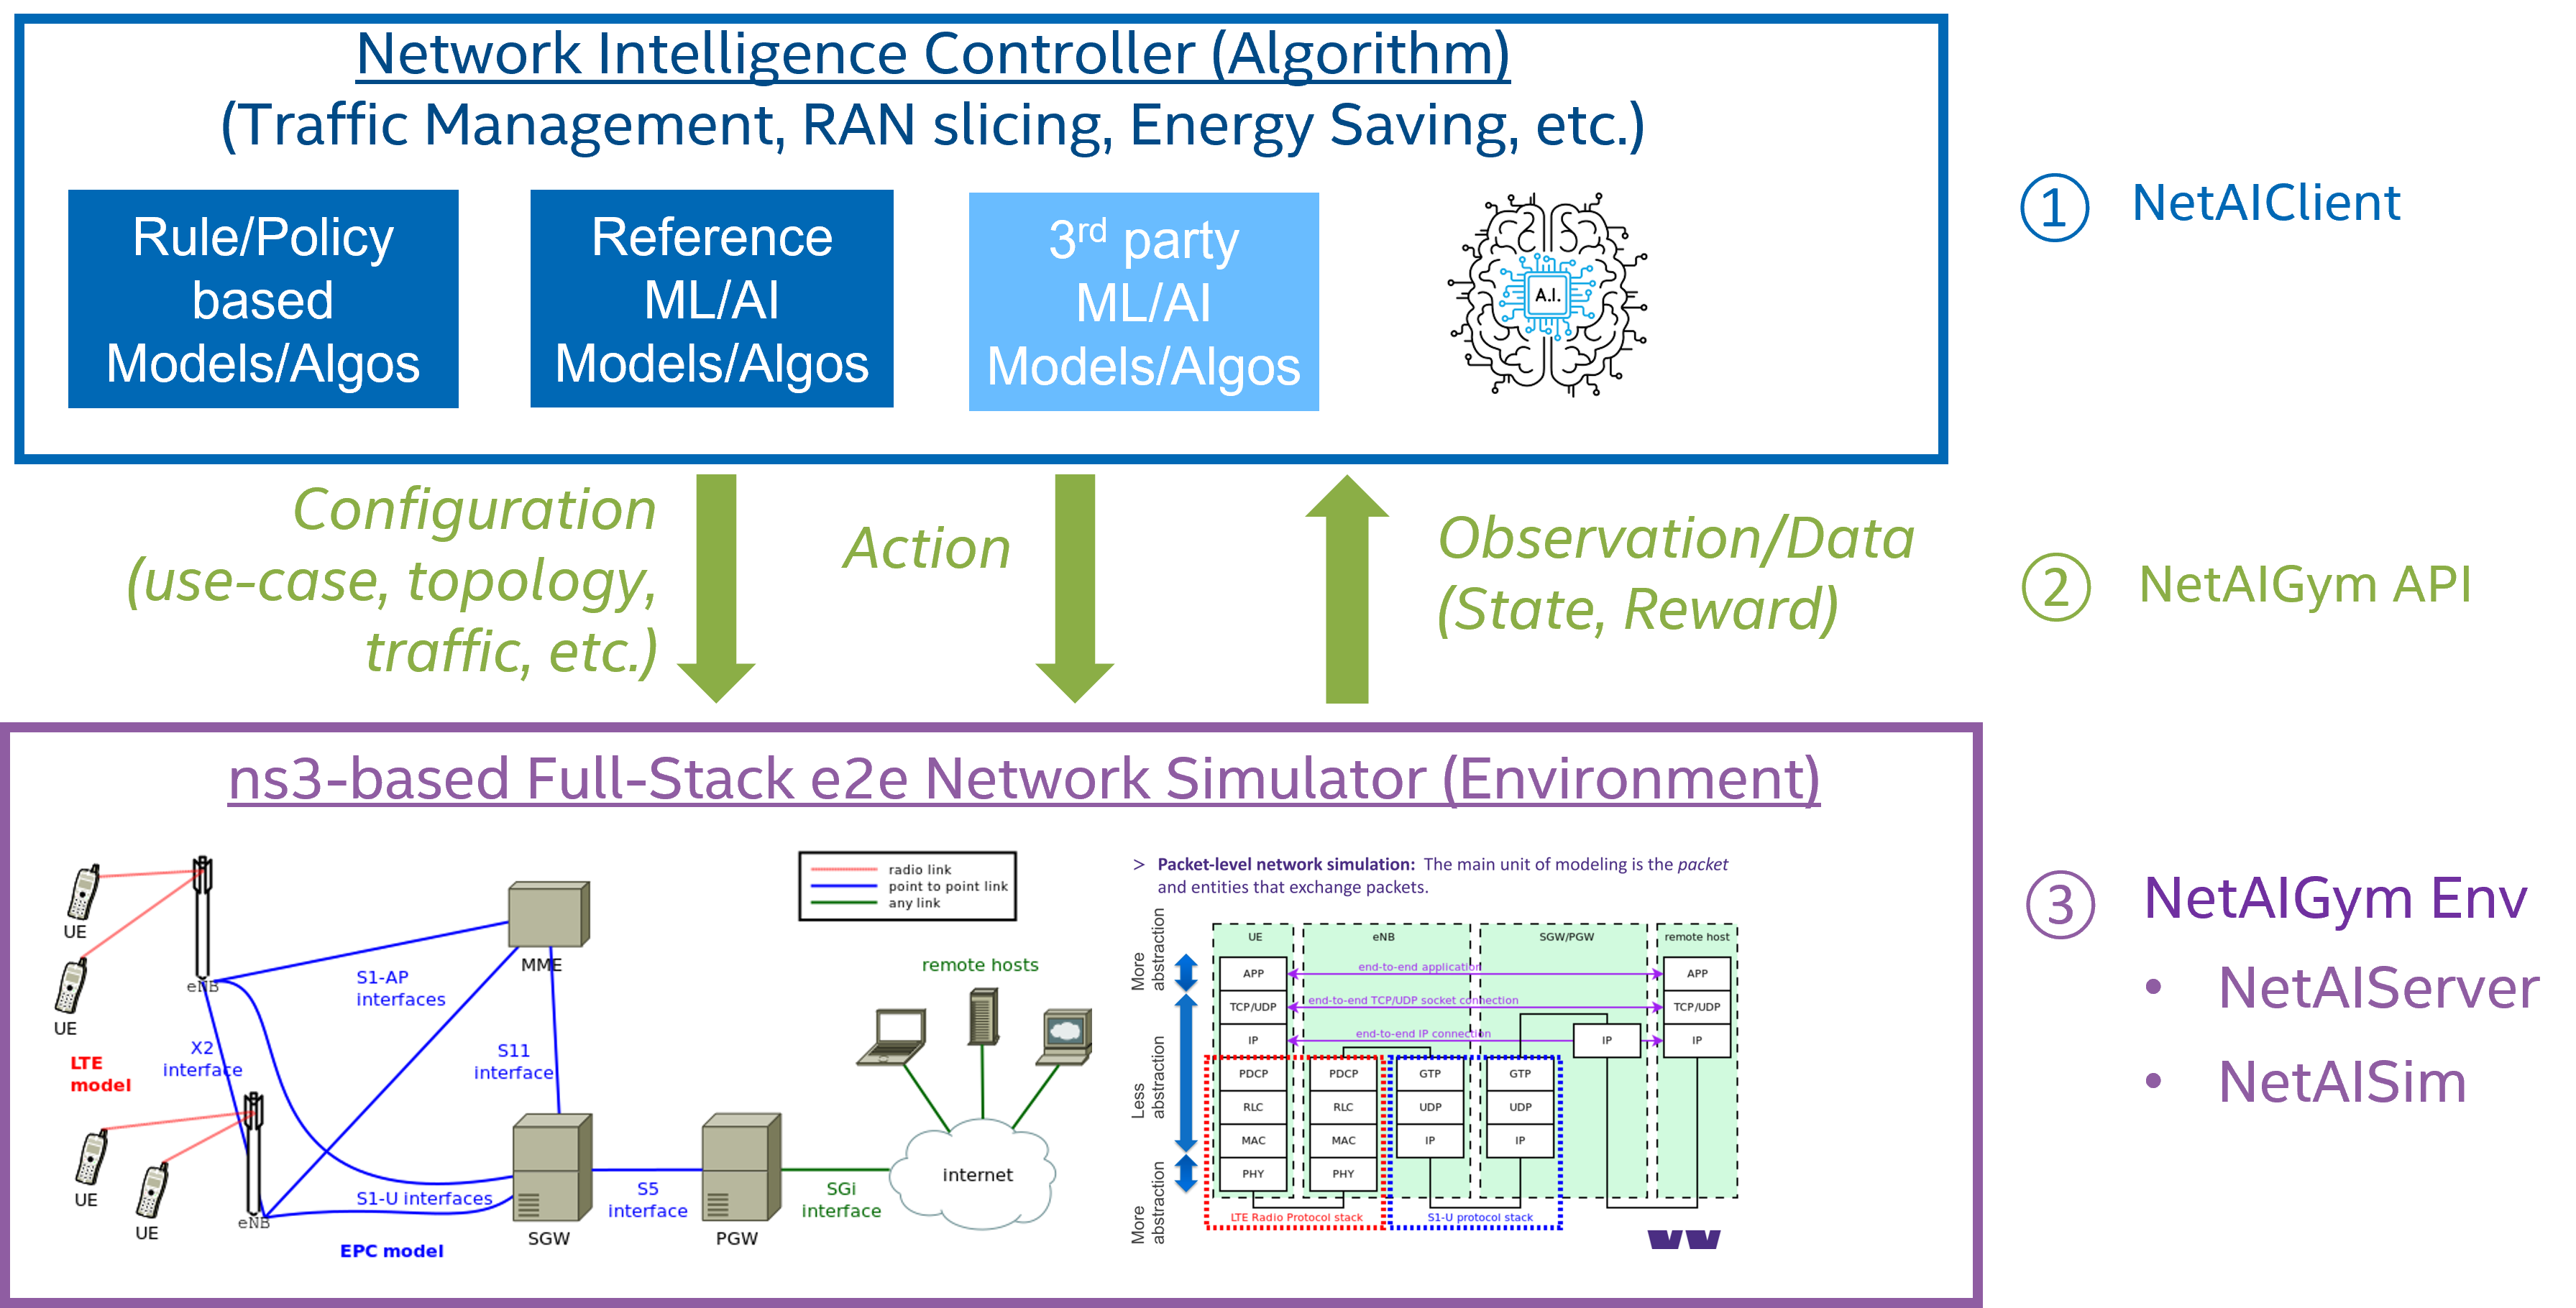 Network Intelligence Controller (Algorithm)
(Traffic Management, RAN slicing, Energy Saving, etc.)
Rule/Policy
based
Models/Algos
Reference
ML/AI
Models/Algos
3rd party
ML/AI
Models/Algos
A.I.
1 NetAIClient
Configuration
(use-case, topology,
traffic, etc.)
Action
Observation/Data
(State, Reward)
2 NetAIGym API
ns3-based Full-Stack e2e Network Simulator (Environment)
radio link
point to point link
any link
UE
UE
eNB
MME
S1-AP
interfaces
remote hosts
LTE
model
X2
interface
S11
interface
UE
UE
eNB
S1-U interfaces
EPC model
SGW
S5
interface
PGW
SGi
interface
internet
> Packet-level network simulation: The main unit of modeling is the packet
and entities that exchange packets.
More
abstraction
Less
abstraction
More
abstraction
UE
eNB
SGW/PGW
remote host
APP
end-to-end application
APP
TCP/UDP
end-to-end TCP/UDP socket connection
TCP/UDP
IP
end-to-end IP connection
IP
IP
PDCP
PDCP
GTP
GTP
RLC
RLC
UDP
UDP
MAC
MAC
IP
IP
PHY
PHY
LTE Radio Protocol stack
S1-U protocol stack
3 NetAIGym Env
• NetAIServer
• NetAISim